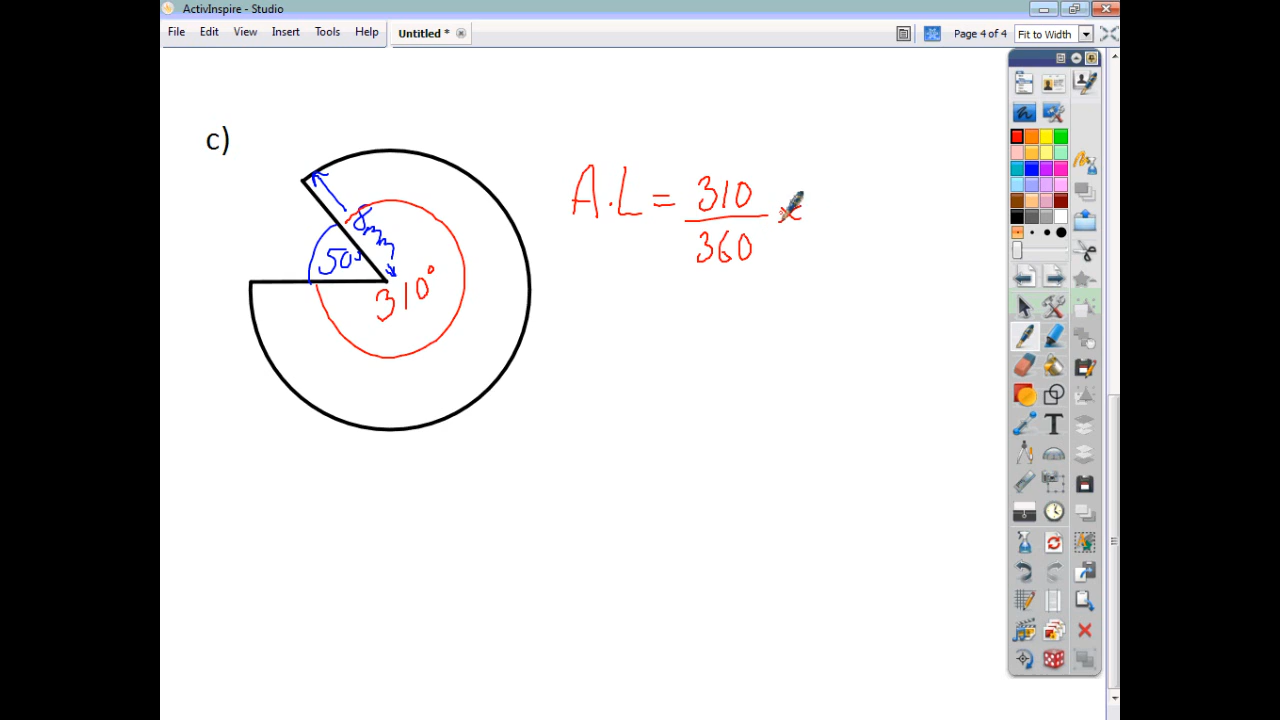 ActivInspire - Studio
File Edit View Insert Tools Help Untitled * Page 4 of 4 Fit to Width
c)
8mm
50°
310°
A.L = 310/360 ×